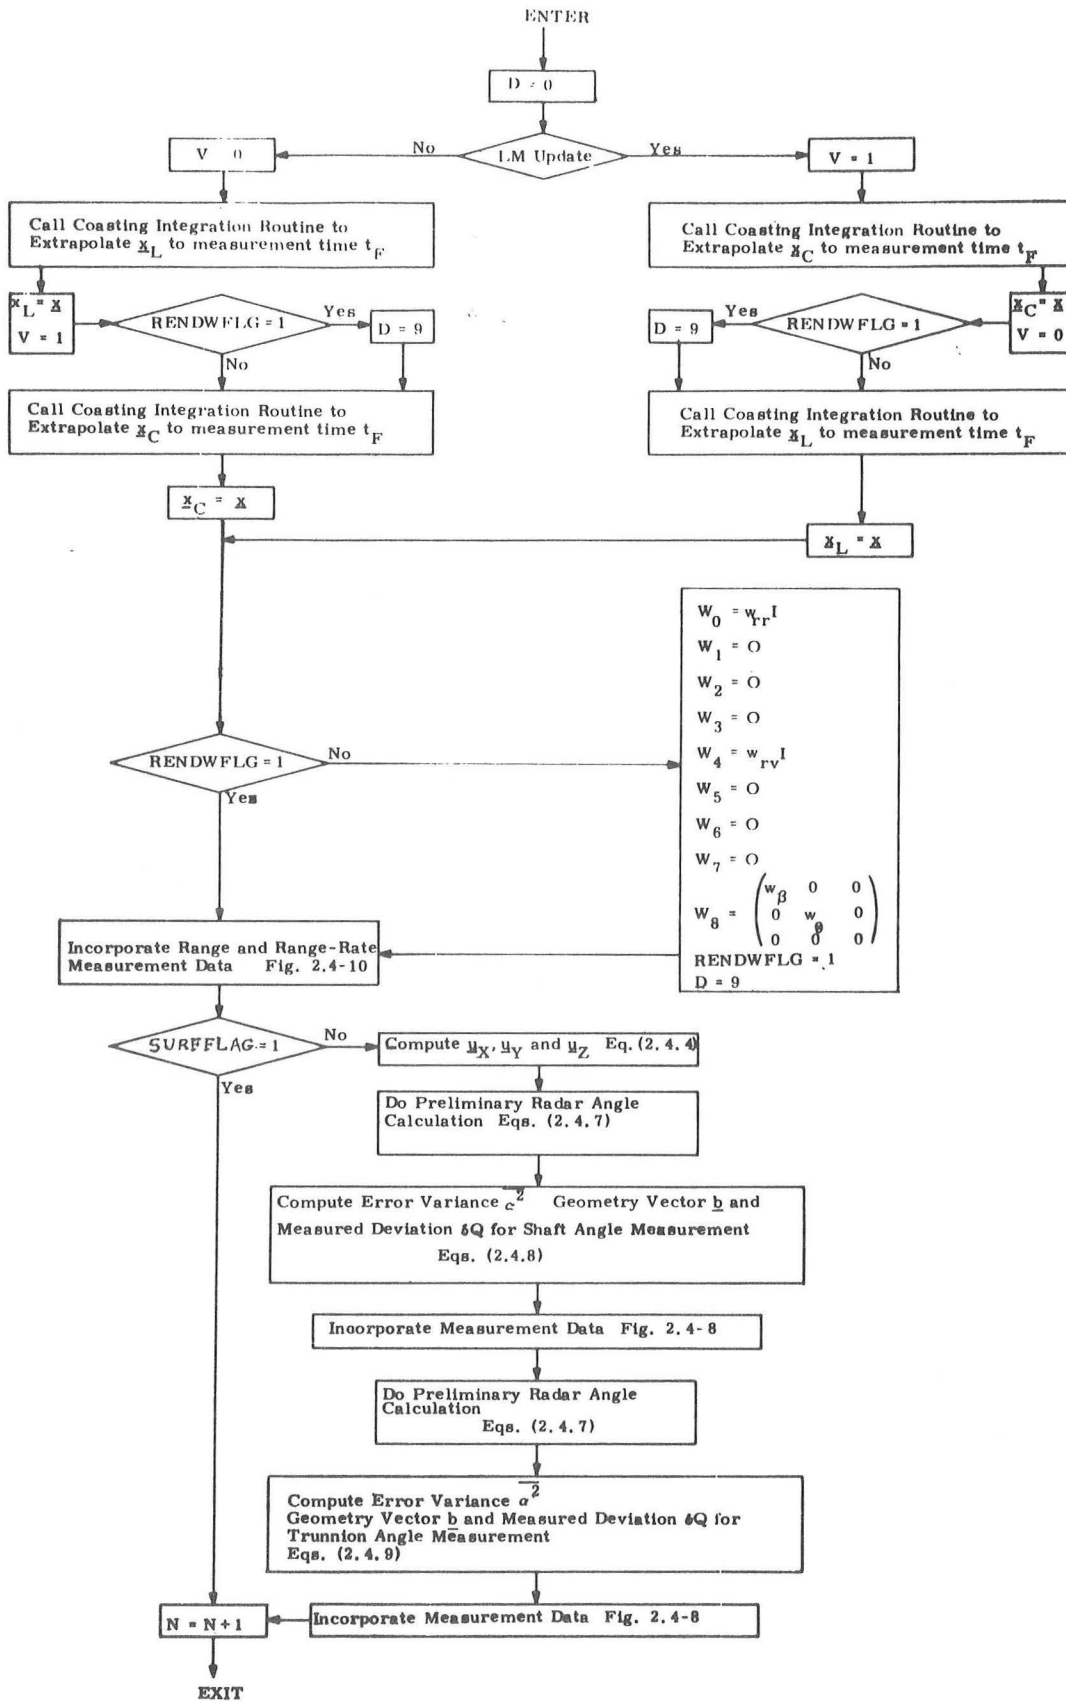 ENTER
D = 0
LM Update
No
Yes
V 0
V = 1
Call Coasting Integration Routine to
Extrapolate x_L to measurement time t_F
Call Coasting Integration Routine to
Extrapolate x_C to measurement time t_F
x_L = x
V = 1
RENDWFLG = 1
Yes
D = 9
No
Yes
D = 9
RENDWFLG = 1
x_C = x
V = 0
No
Call Coasting Integration Routine to
Extrapolate x_C to measurement time t_F
Call Coasting Integration Routine to
Extrapolate x_L to measurement time t_F
x_C = x
x_L = x
W_0 = w_rr I
W_1 = O
W_2 = O
W_3 = O
W_4 = w_rv I
W_5 = O
W_6 = O
W_7 = O
W_8 = ( w_β 0 0
0 w_θ 0
0 0 0 )
RENDWFLG = 1
D = 9
RENDWFLG = 1
No
Yes
Incorporate Range and Range-Rate
Measurement Data Fig. 2.4-10
SURFFLAG = 1
No
Yes
Compute u_X, u_Y and u_Z Eq. (2.4.4)
Do Preliminary Radar Angle
Calculation Eqs. (2.4.7)
Compute Error Variance α² Geometry Vector b and
Measured Deviation δQ for Shaft Angle Measurement
Eqs. (2.4.8)
Incorporate Measurement Data Fig. 2.4-8
Do Preliminary Radar Angle
Calculation
Eqs. (2.4.7)
Compute Error Variance α²
Geometry Vector b and Measured Deviation δQ for
Trunnion Angle Measurement
Eqs. (2.4.9)
Incorporate Measurement Data Fig. 2.4-8
N = N+1
EXIT